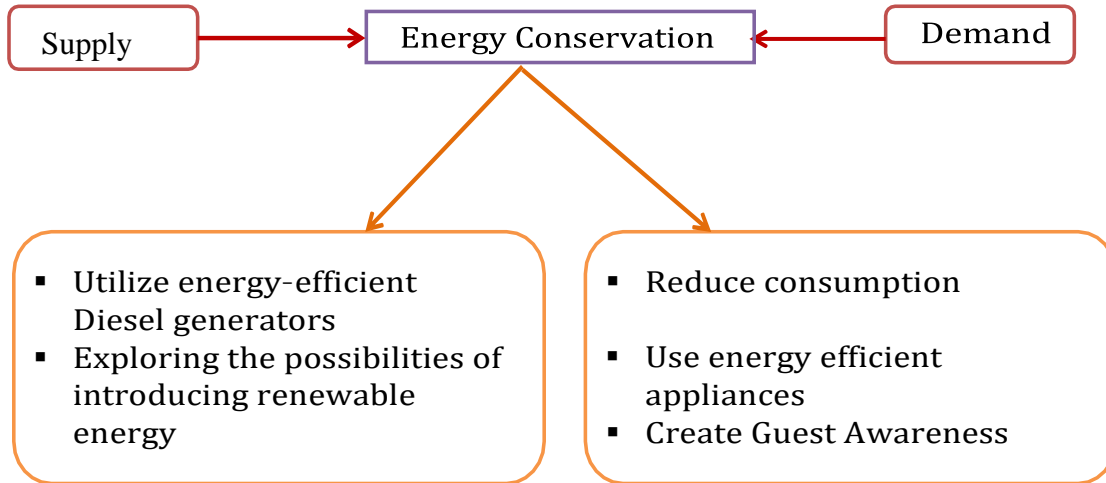 Supply
Energy Conservation
Demand
▪ Utilize energy-efficient
Diesel generators
▪ Exploring the possibilities of
introducing renewable
energy
▪ Reduce consumption
▪ Use energy efficient
appliances
▪ Create Guest Awareness